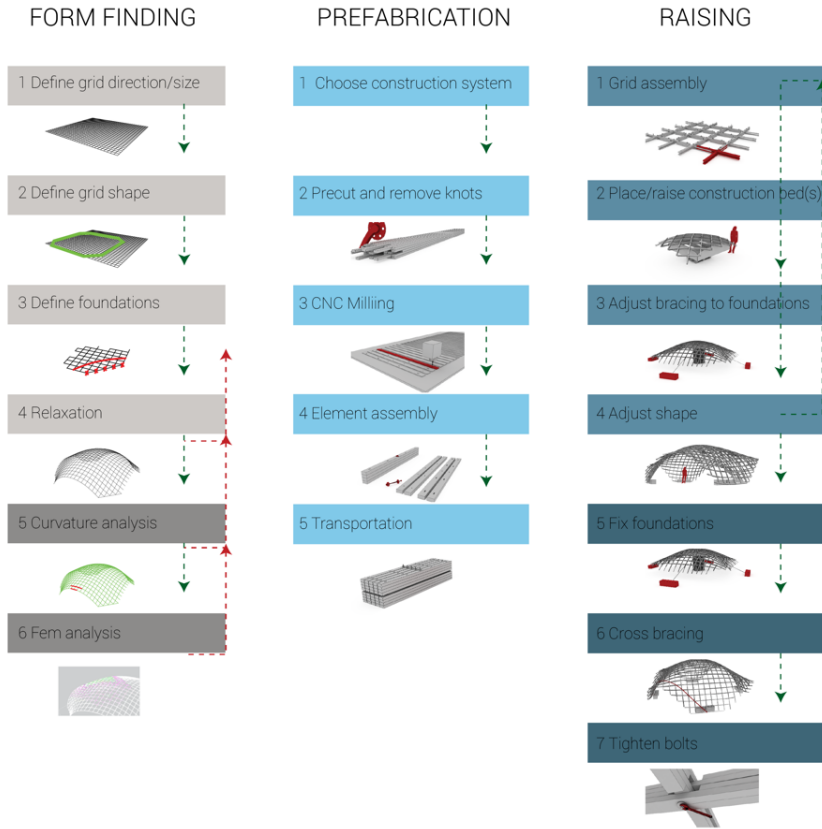 FORM FINDING
1 Define grid direction/size
2 Define grid shape
3 Define foundations
4 Relaxation
5 Curvature analysis
6 Fem analysis
PREFABRICATION
1 Choose construction system
2 Precut and remove knots
3 CNC Milliing
4 Element assembly
5 Transportation
RAISING
1 Grid assembly
2 Place/raise construction bed(s)
3 Adjust bracing to foundations
4 Adjust shape
5 Fix foundations
6 Cross bracing
7 Tighten bolts